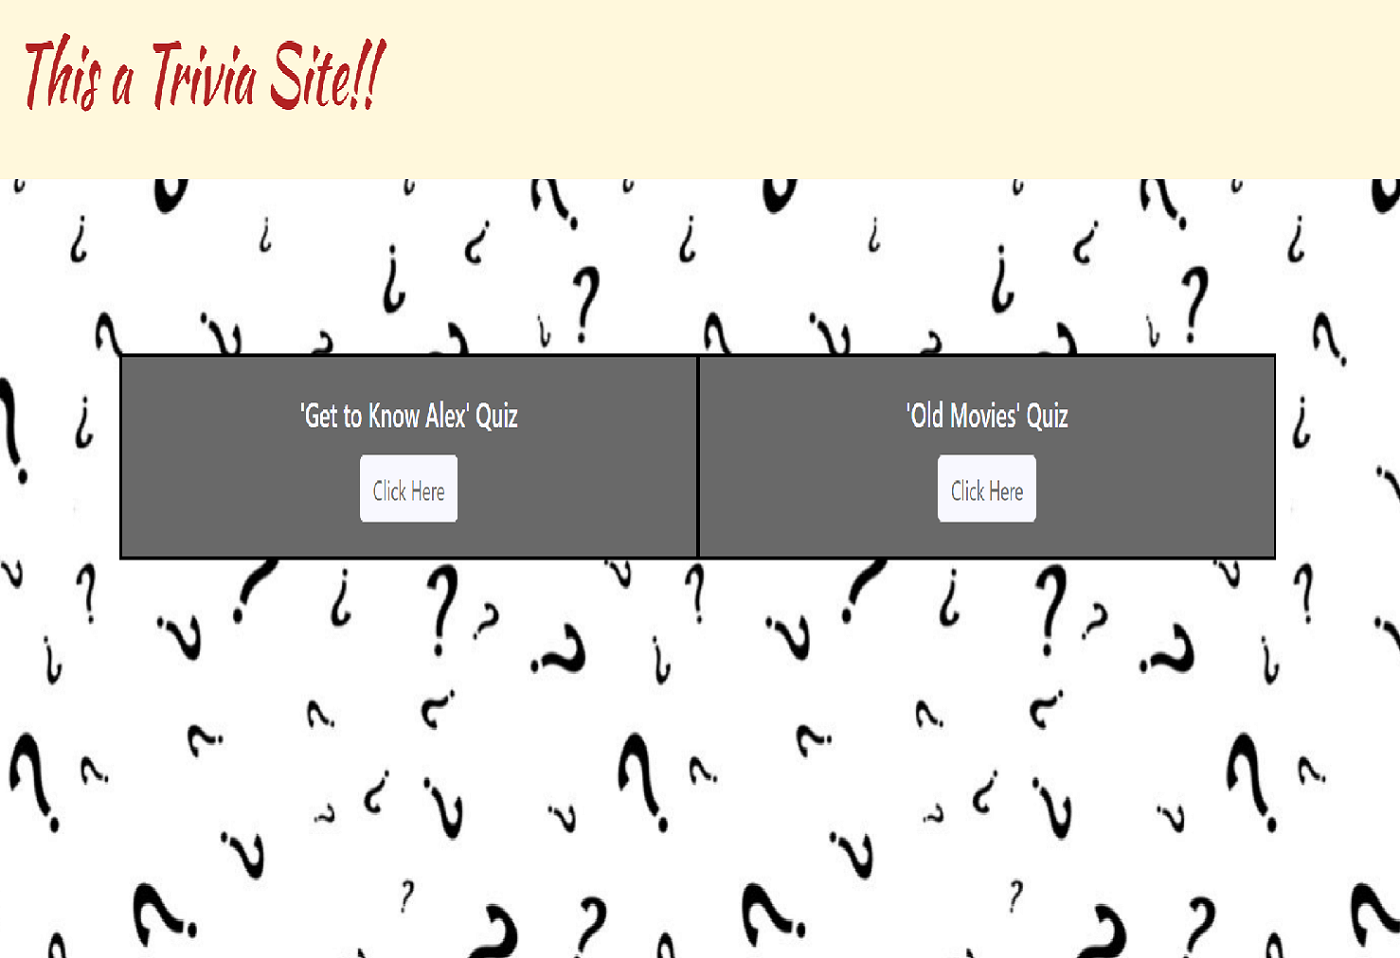 This a Trivia Site!!
'Get to Know Alex' Quiz
Click Here
'Old Movies' Quiz
Click Here